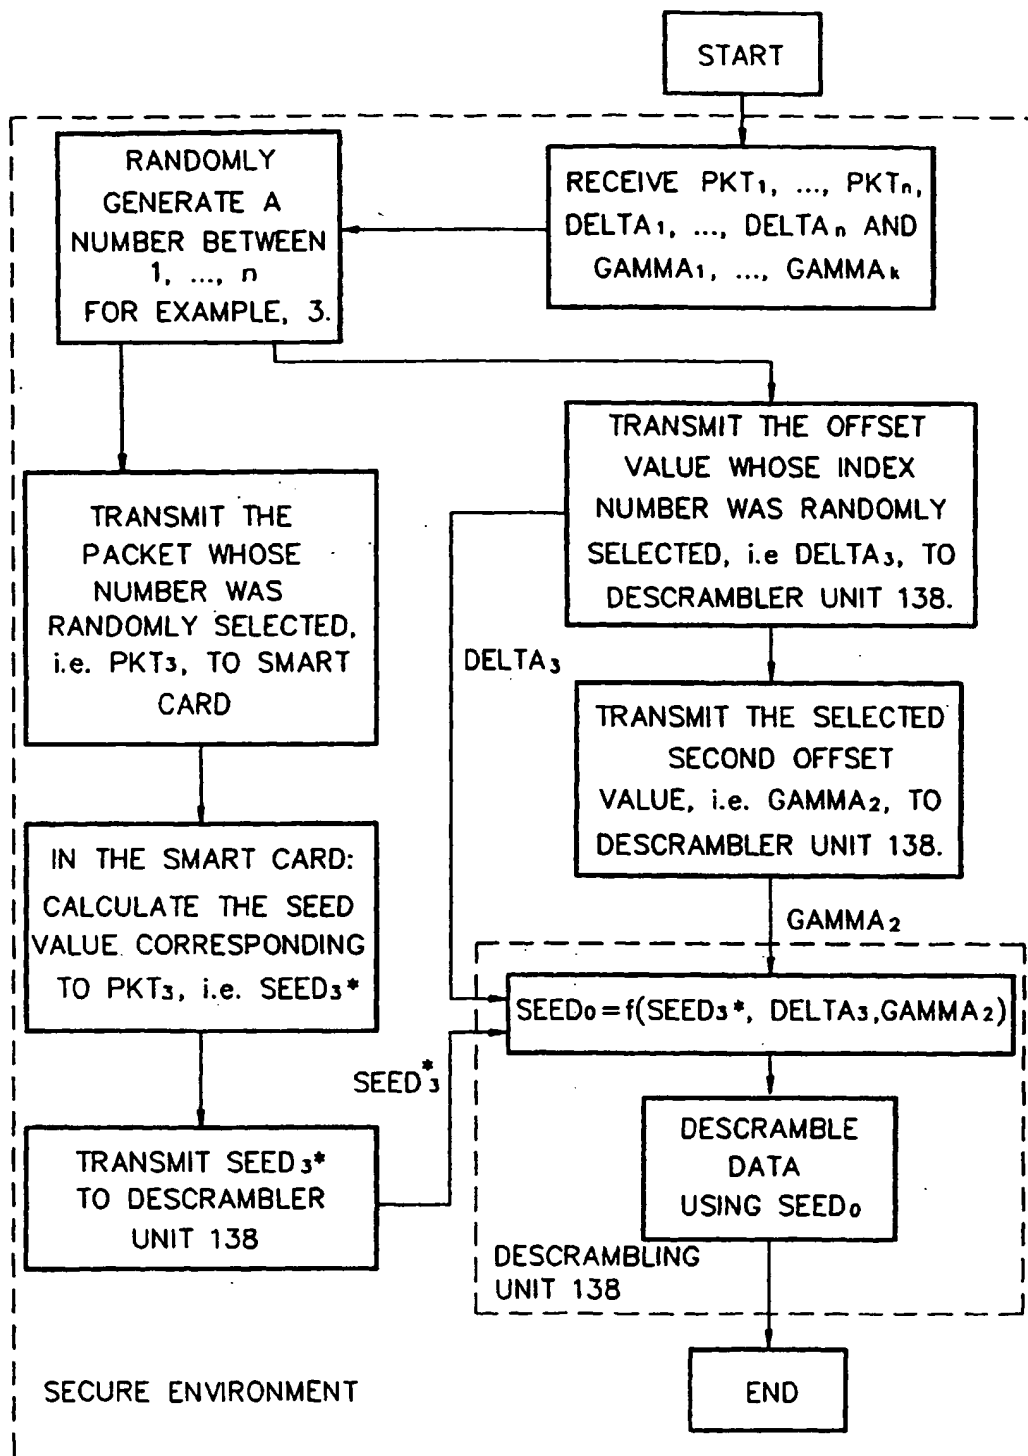 START
RECEIVE PKT₁, ..., PKTₙ,
DELTA₁, ..., DELTAₙ AND
GAMMA₁, ..., GAMMAₖ
RANDOMLY
GENERATE A
NUMBER BETWEEN
1, ..., n
FOR EXAMPLE, 3.
TRANSMIT THE OFFSET
VALUE WHOSE INDEX
NUMBER WAS RANDOMLY
SELECTED, i.e DELTA₃, TO
DESCRAMBLER UNIT 138.
TRANSMIT THE
PACKET WHOSE
NUMBER WAS
RANDOMLY SELECTED,
i.e. PKT₃, TO SMART
CARD
DELTA₃
TRANSMIT THE SELECTED
SECOND OFFSET
VALUE, i.e. GAMMA₂, TO
DESCRAMBLER UNIT 138.
IN THE SMART CARD:
CALCULATE THE SEED
VALUE CORRESPONDING
TO PKT₃, i.e. SEED₃*
GAMMA₂
SEED₀=f(SEED₃*, DELTA₃,GAMMA₂)
SEED₃*
TRANSMIT SEED₃*
TO DESCRAMBLER
UNIT 138
DESCRAMBLE
DATA
USING SEED₀
DESCRAMBLING
UNIT 138
SECURE ENVIRONMENT
END